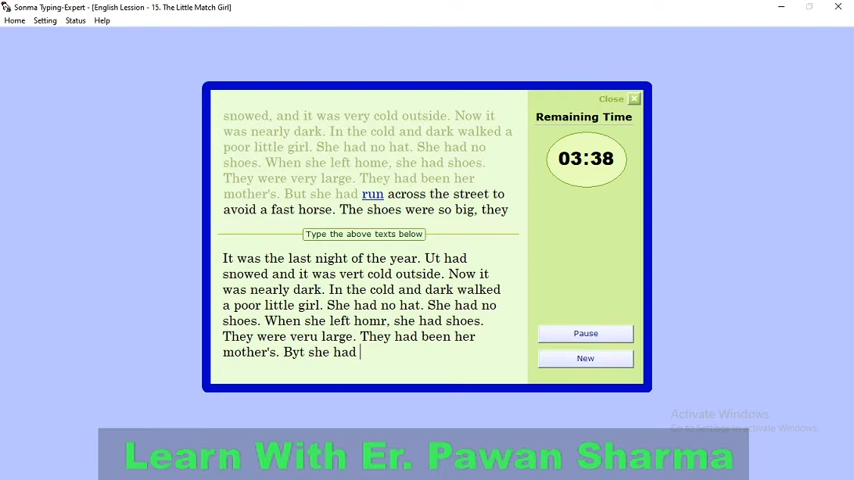 Sonma Typing-Expert - [English Lession - 15. The Little Match Girl]
Home Setting Status Help
Close
snowed, and it was very cold outside. Now it
was nearly dark. In the cold and dark walked a
poor little girl. She had no hat. She had no
shoes. When she left home, she had shoes.
They were very large. They had been her
mother's. But she had run across the street to
avoid a fast horse. The shoes were so big, they
Remaining Time
03:38
Type the above texts below
It was the last night of the year. Ut had
snowed and it was vert cold outside. Now it
was nearly dark. In the cold and dark walked
a poor little girl. She had no hat. She had no
shoes. When she left homr, she had shoes.
They were veru large. They had been her
mother's. Byt she had
Pause
New
Activate Windows
Go to Settings to activate Windows.
Learn With Er. Pawan Sharma